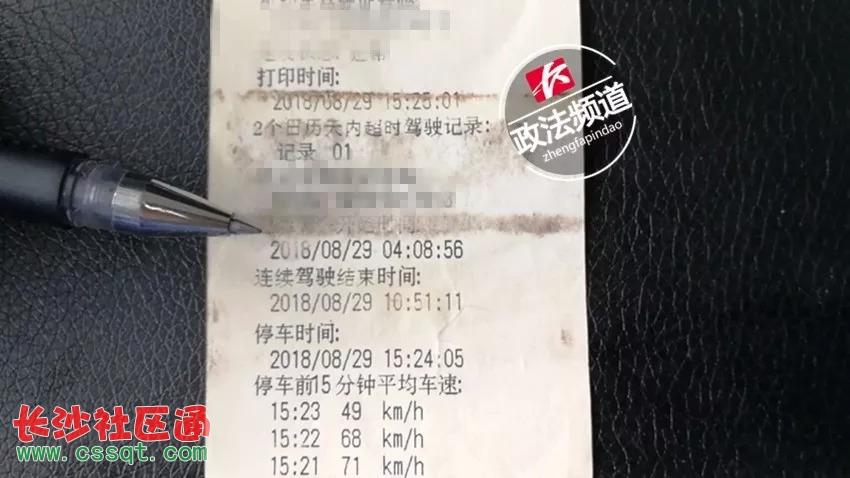 打印时间:
2018/08/29 15:25:01
2个日历天内超时驾驶记录:
记录 01
2018/08/29 04:08:56
连续驾驶结束时间:
2018/08/29 10:51:11
停车时间:
2018/08/29 15:24:05
停车前15分钟平均车速:
15:23 49 km/h
15:22 68 km/h
15:21 71 km/h
政法频道
zhengfapindao
长沙社区通
www.cssqt.com